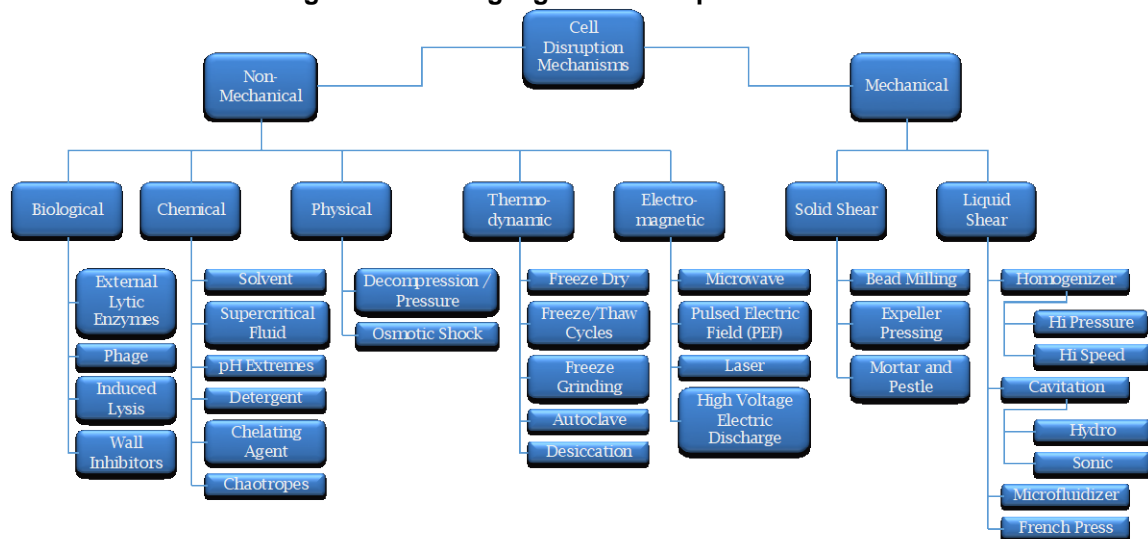 Cell
Disruption
Mechanisms
Non-
Mechanical
Mechanical
Biological
Chemical
Physical
Thermo-
dynamic
Electro-
magnetic
Solid Shear
Liquid
Shear
External
Lytic
Enzymes
Phage
Induced
Lysis
Wall
Inhibitors
Solvent
Supercritical
Fluid
pH Extremes
Detergent
Chelating
Agent
Chaotropes
Decompression /
Pressure
Osmotic Shock
Freeze Dry
Freeze/Thaw
Cycles
Freeze
Grinding
Autoclave
Desiccation
Microwave
Pulsed Electric
Field (PEF)
Laser
High Voltage
Electric
Discharge
Bead Milling
Expeller
Pressing
Mortar and
Pestle
Homogenizer
Hi Pressure
Hi Speed
Cavitation
Hydro
Sonic
Microfluidizer
French Press